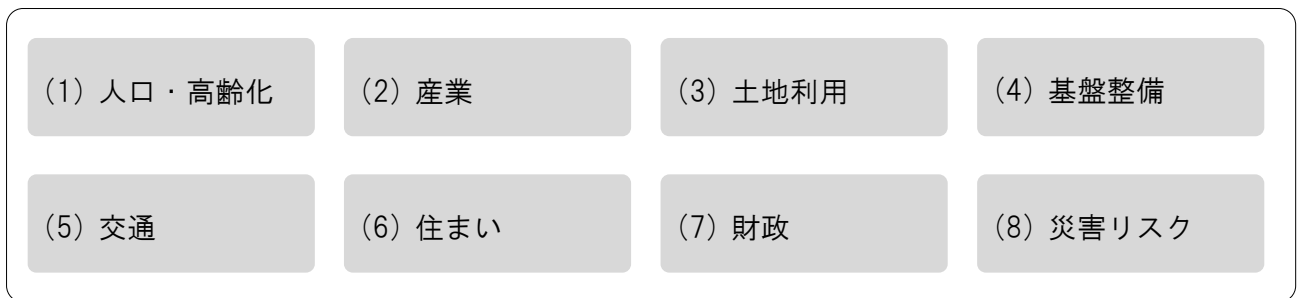 (1) 人口・高齢化
(2) 産業
(3) 土地利用
(4) 基盤整備
(5) 交通
(6) 住まい
(7) 財政
(8) 災害リスク